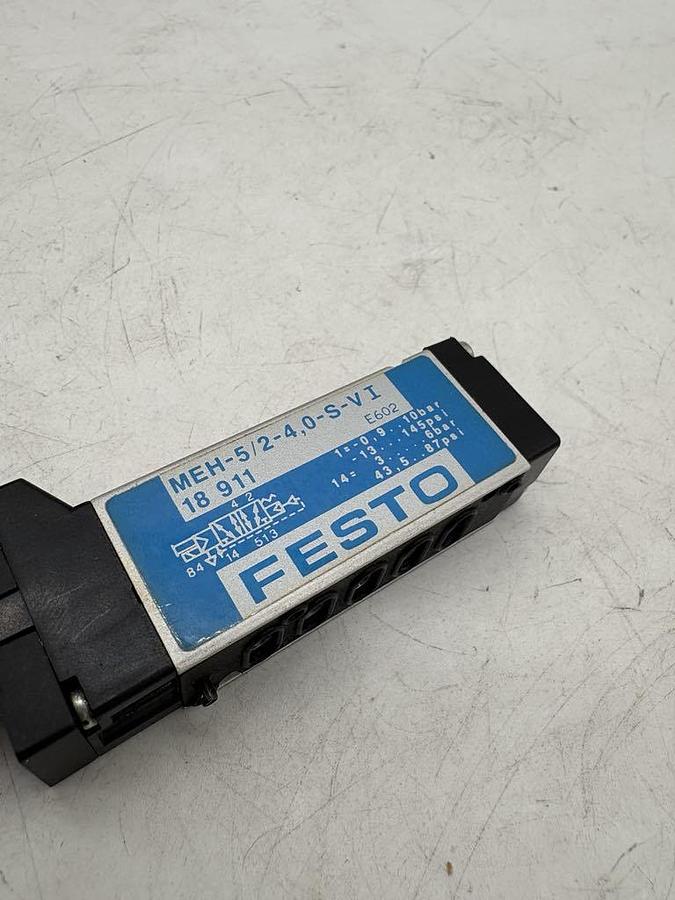 MEH-5/2-4,0-S-VI
18 911
E602
1=-0,9...10bar
-13...145psi
14= 3...6bar
43,5..87psi
4 2
84 14 513
FESTO